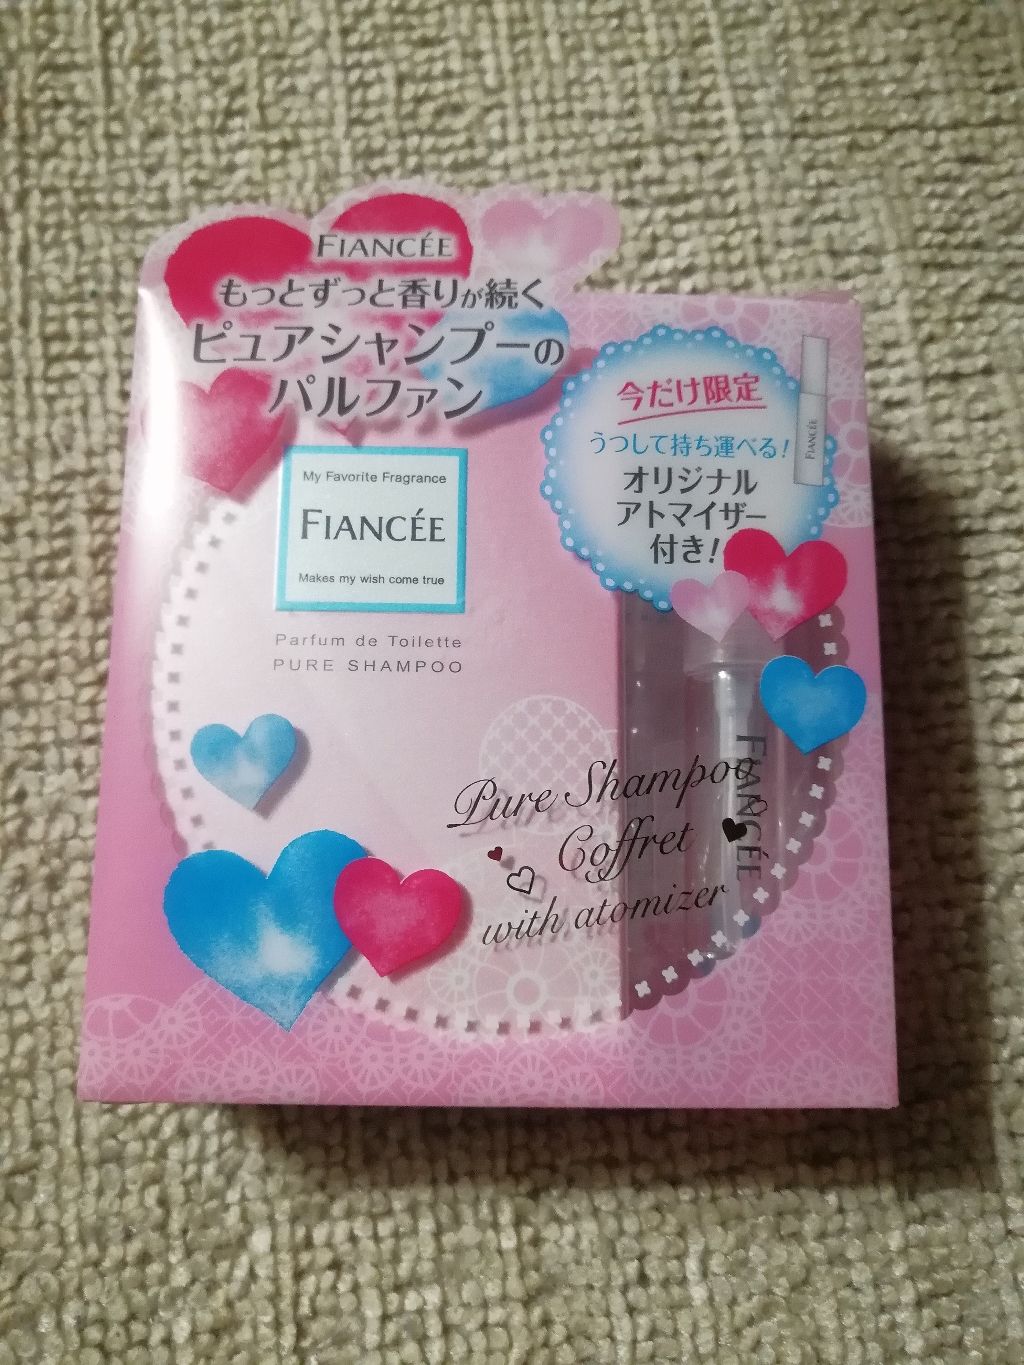 FIANCÉE
もっとずっと香りが続く
ピュアシャンプーの
パルファン
今だけ限定
うつして持ち運べる!
オリジナル
アトマイザー
付き!
FIANCÉE
My Favorite Fragrance
FIANCÉE
Makes my wish come true
Parfum de Toilette
PURE SHAMPOO
Pure Shampoo
Coffret
with atomizer
FIANCÉE